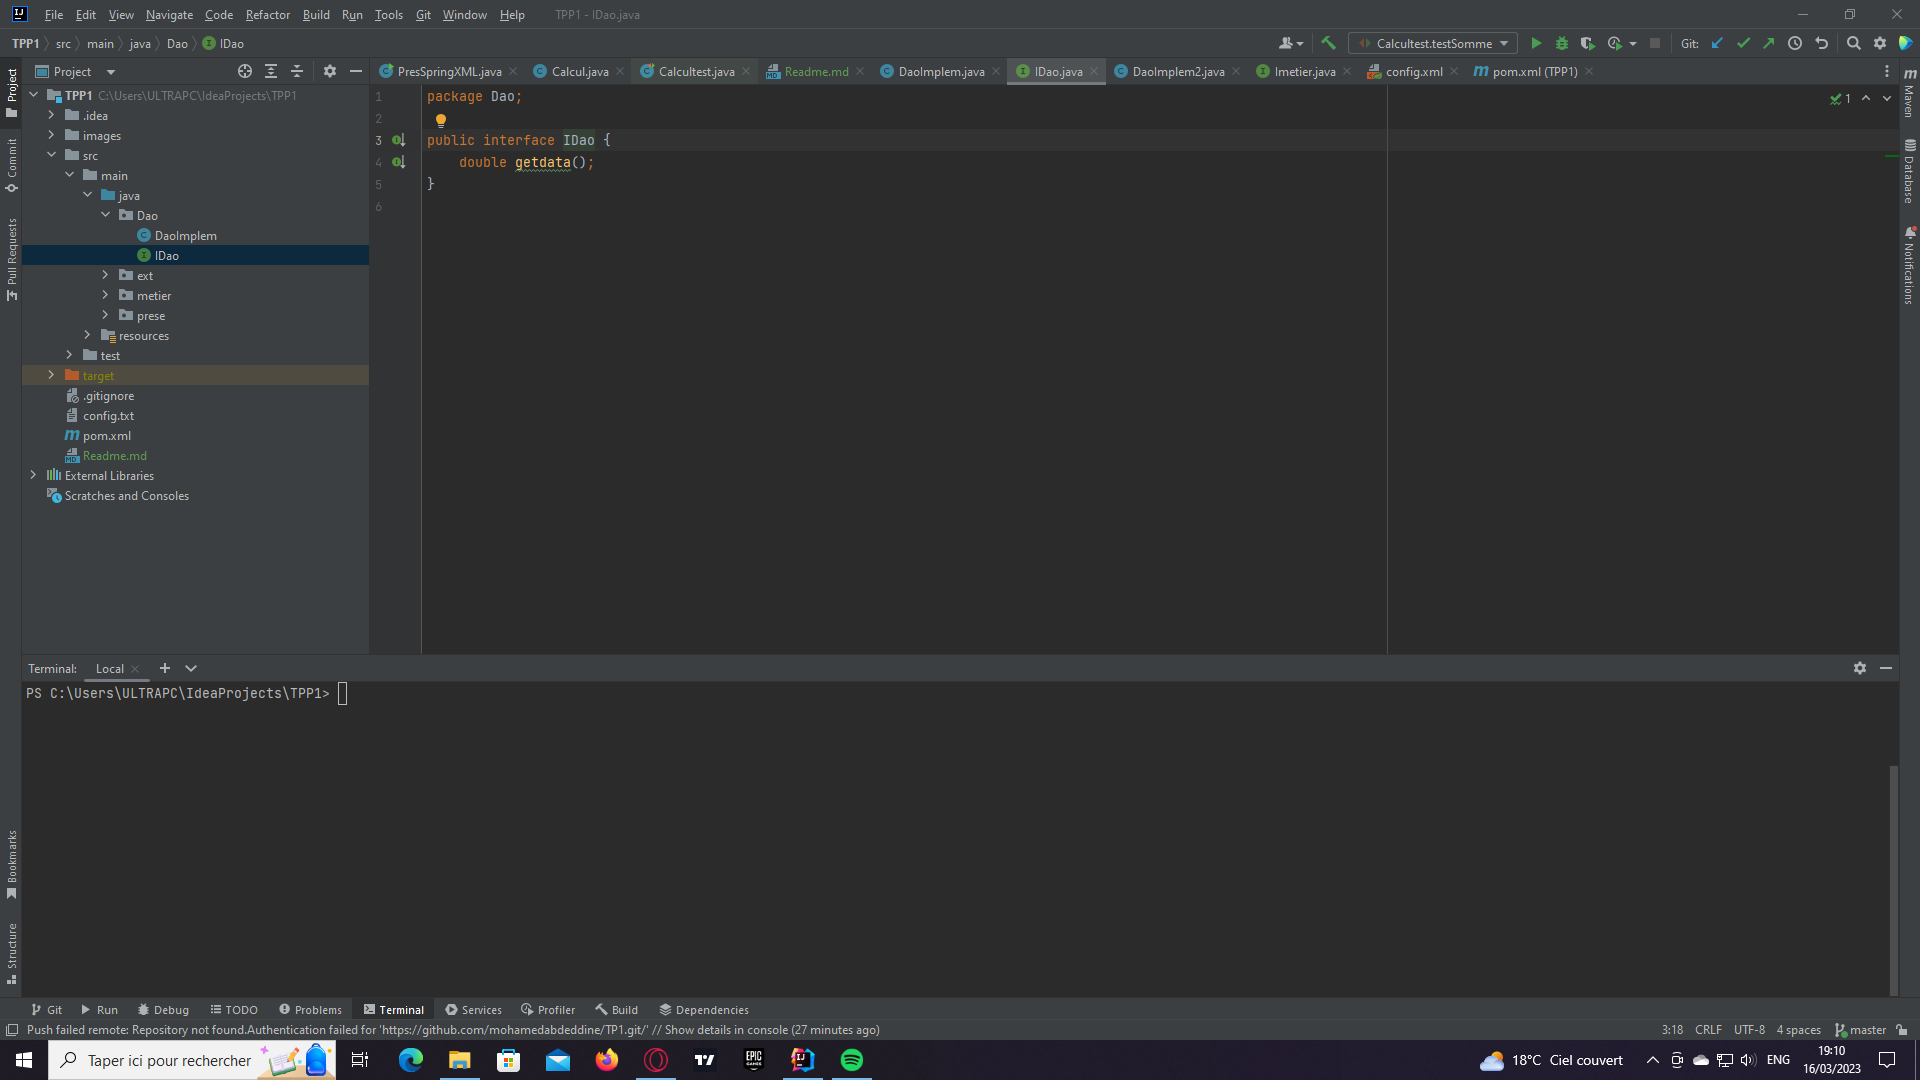 File Edit View Navigate Code Refactor Build Run Tools Git Window Help TPP1 - IDao.java
TPP1 src main java Dao IDao
Calcultest.testSomme
Git:
Project
PresSpringXML.java Calcul.java Calcultest.java Readme.md DaoImplem.java IDao.java DaoImplem2.java Imetier.java config.xml pom.xml (TPP1)
TPP1 C:\Users\ULTRAPC\IdeaProjects\TPP1
.idea
images
src
main
java
Dao
DaoImplem
IDao
ext
metier
prese
resources
test
target
.gitignore
config.txt
pom.xml
Readme.md
External Libraries
Scratches and Consoles
1 package Dao;
2
3 public interface IDao {
4 double getdata();
5 }
6
1
Project
Commit
Pull Requests
Bookmarks
Structure
Maven
Database
Notifications
Terminal: Local
PS C:\Users\ULTRAPC\IdeaProjects\TPP1>
Git Run Debug TODO Problems Terminal Services Profiler Build Dependencies
Push failed remote: Repository not found.Authentication failed for 'https://github.com/mohamedabdeddine/TP1.git/' // Show details in console (27 minutes ago)
3:18 CRLF UTF-8 4 spaces master
Taper ici pour rechercher
EPIC GAMES
18°C Ciel couvert
ENG
19:10
16/03/2023